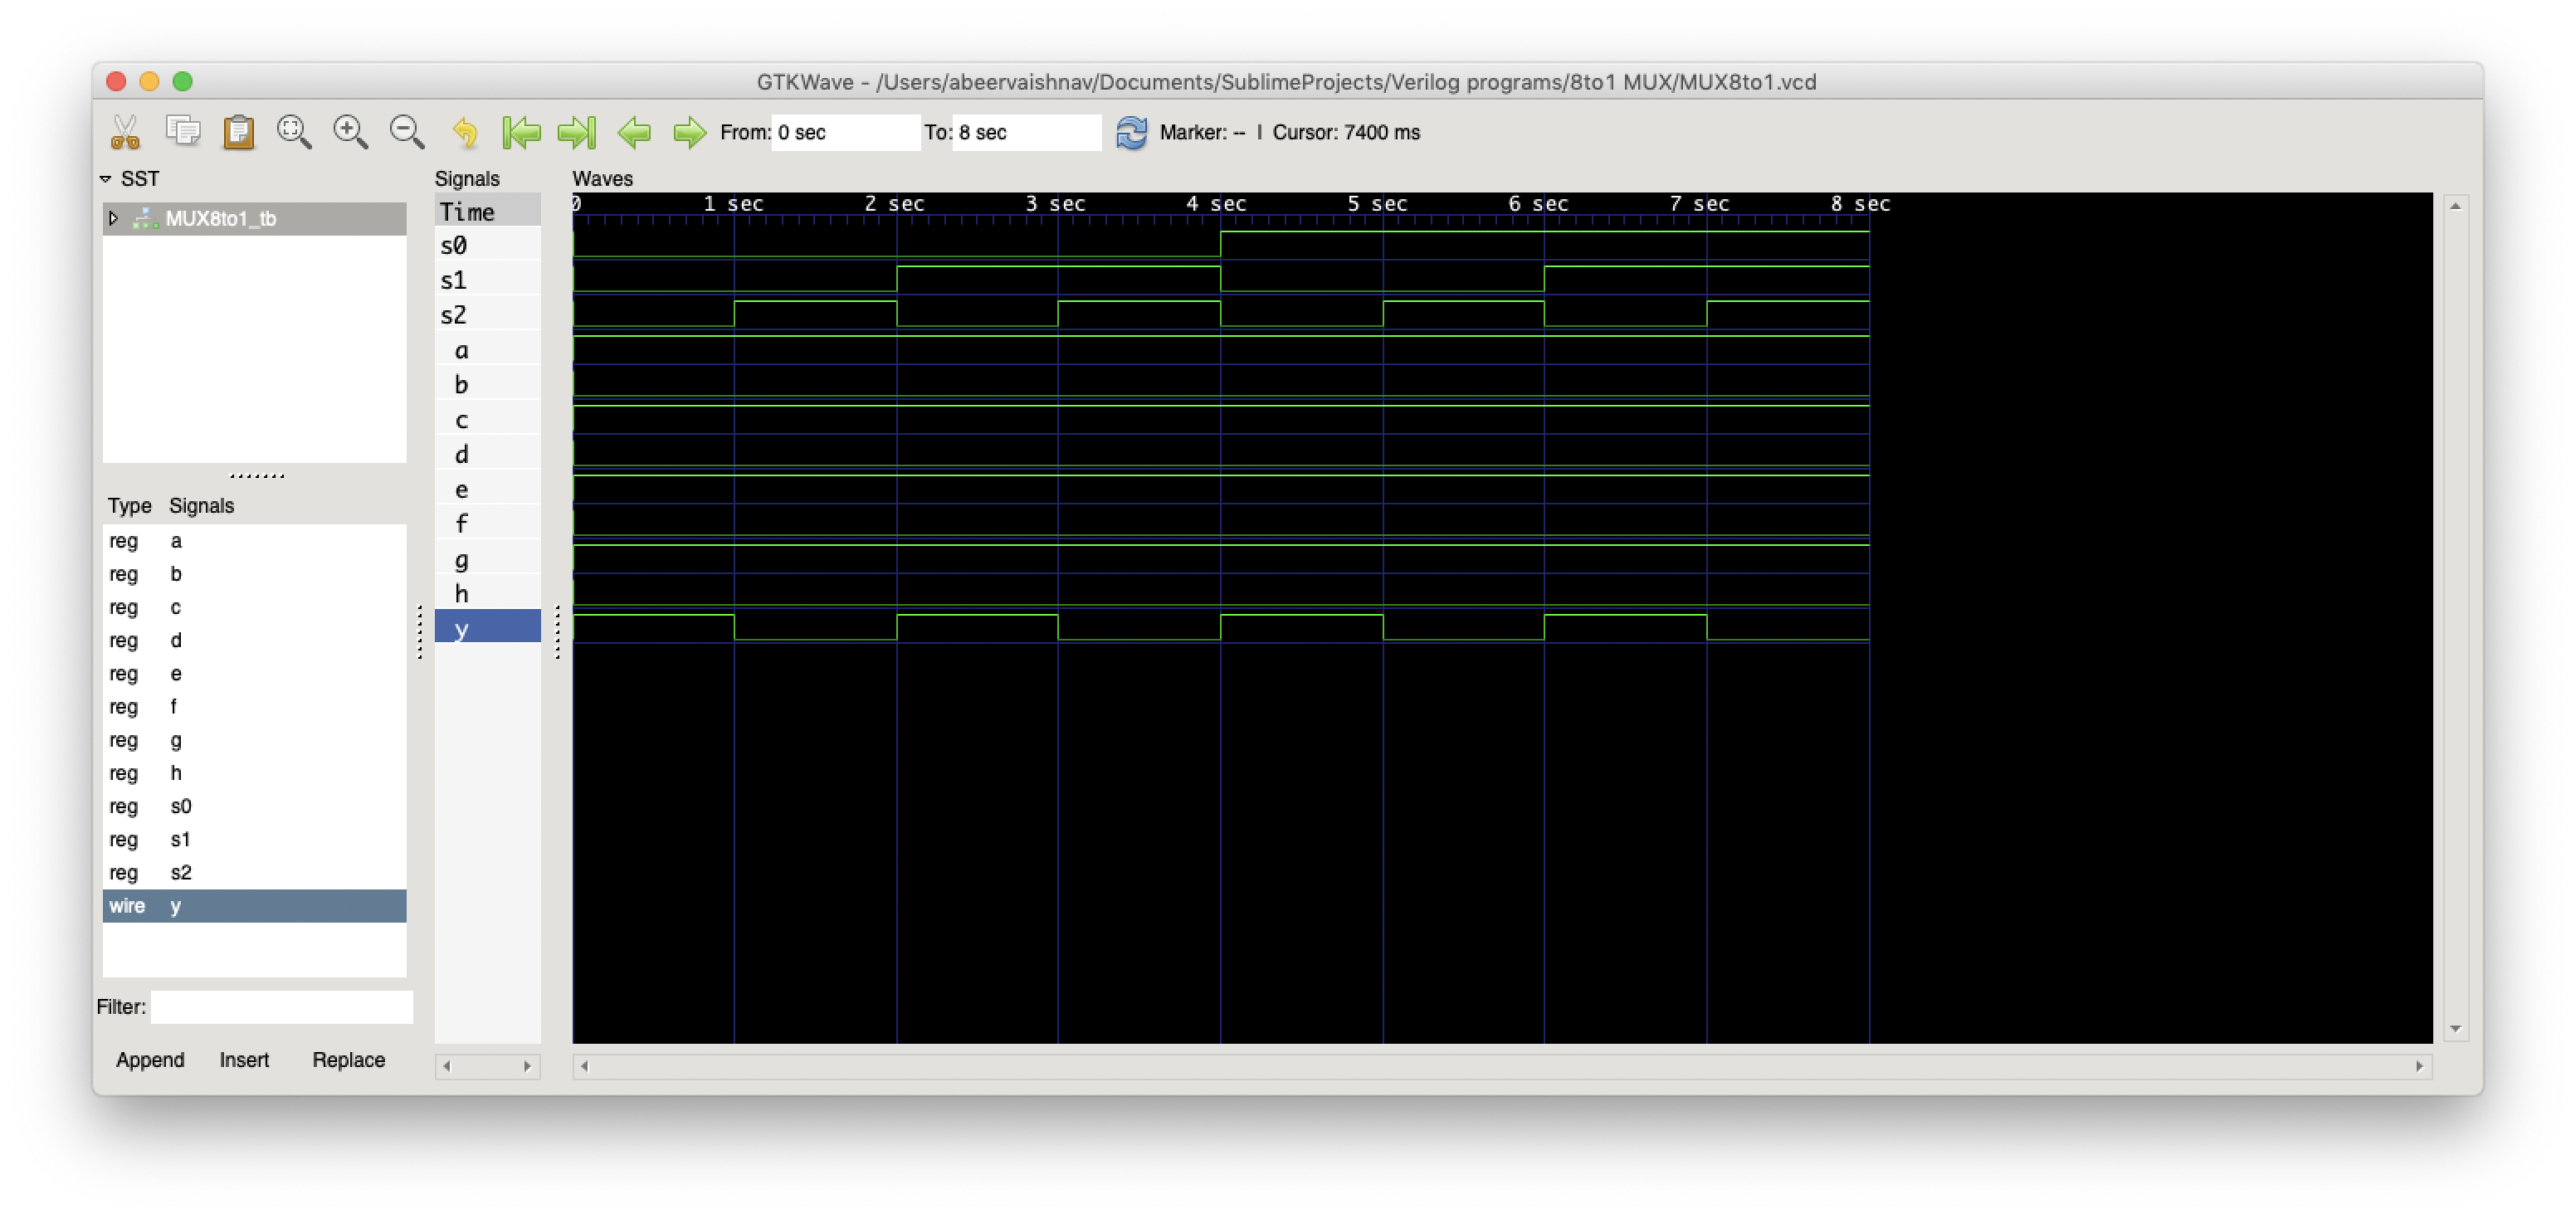 GTKWave - /Users/abeervaishnav/Documents/SublimeProjects/Verilog programs/8to1 MUX/MUX8to1.vcd
From: 0 sec To: 8 sec Marker: -- | Cursor: 7400 ms
SST
MUX8to1_tb
Type Signals
reg a
reg b
reg c
reg d
reg e
reg f
reg g
reg h
reg s0
reg s1
reg s2
wire y
Filter:
Append Insert Replace
Signals
Time
s0
s1
s2
a
b
c
d
e
f
g
h
y
Waves
0 1 sec 2 sec 3 sec 4 sec 5 sec 6 sec 7 sec 8 sec